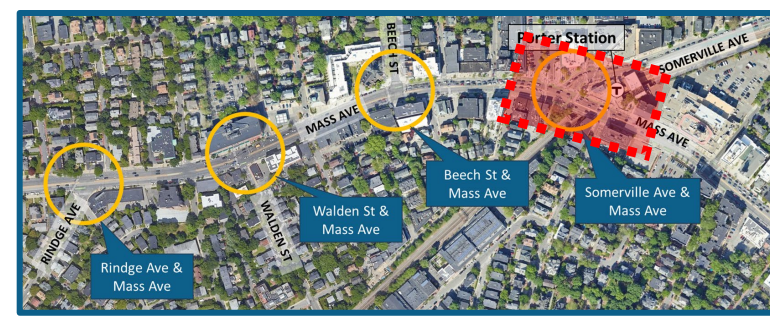 BEECH ST
Porter Station
SOMERVILLE AVE
T
MASS AVE
MASS AVE
RINDGE AVE
WALDEN ST
Rindge Ave &
Mass Ave
Walden St &
Mass Ave
Beech St &
Mass Ave
Somerville Ave &
Mass Ave